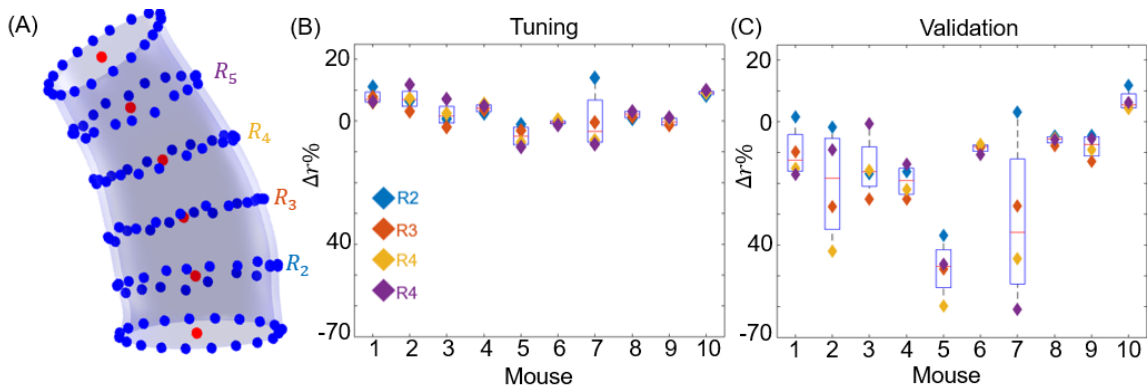 (A)
R5
R4
R3
R2
(B)
Tuning
Δr%
20
0
20
40
-70
R2
R3
R4
R4
1 2 3 4 5 6 7 8 9 10
Mouse
(C)
Validation
Δr%
20
0
20
40
-70
1 2 3 4 5 6 7 8 9 10
Mouse